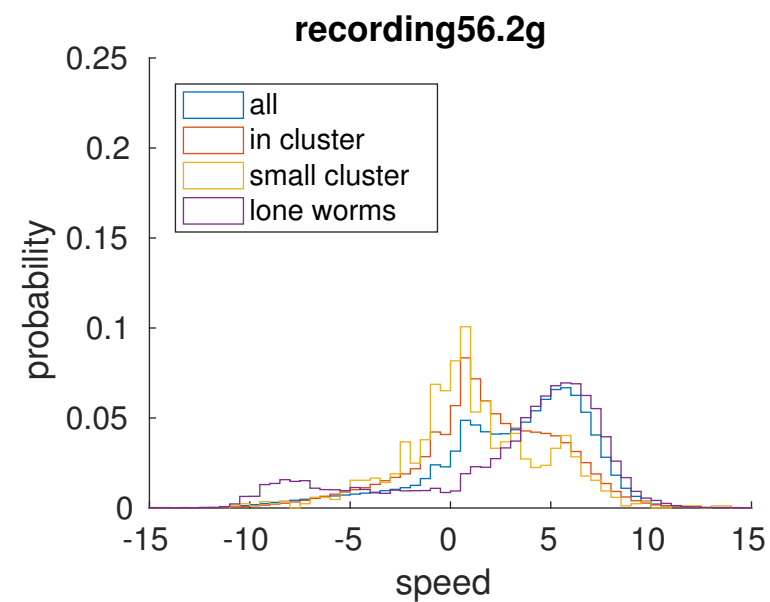 recording56.2g
0.25
0.2
0.15
0.1
0.05
0
probability
all
in cluster
small cluster
lone worms
-15
-10
-5
0
5
10
15
speed